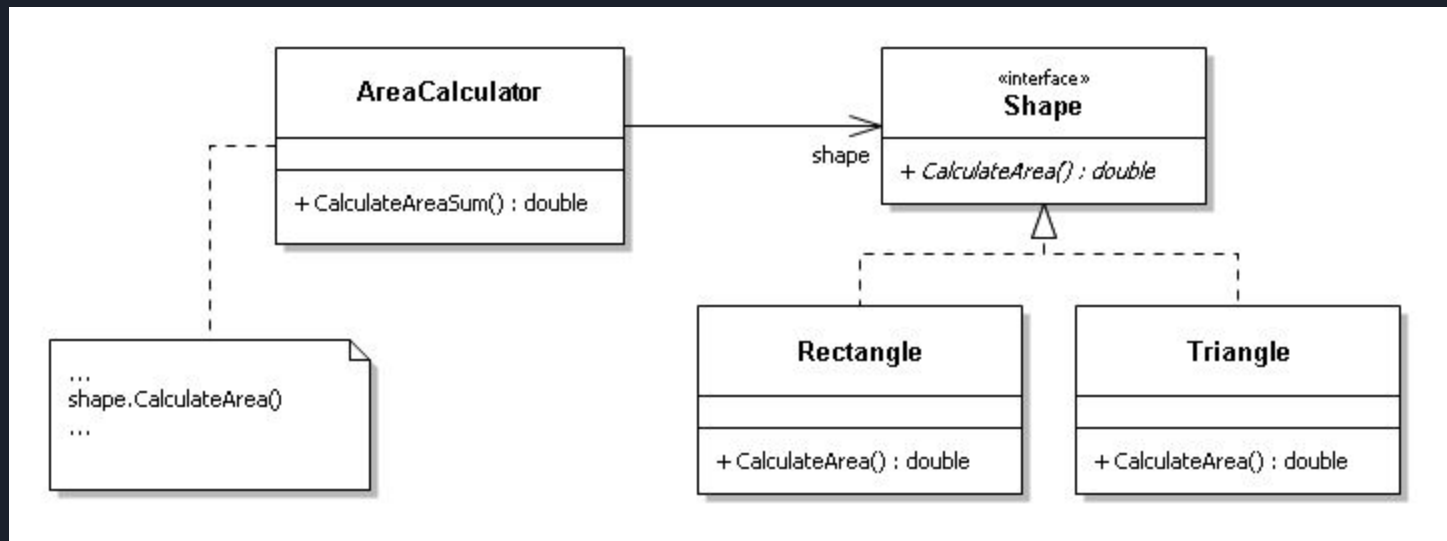 AreaCalculator
+ CalculateAreaSum() : double
shape
«interface»
Shape
+ CalculateArea() : double
...
shape.CalculateArea()
...
Rectangle
+ CalculateArea() : double
Triangle
+ CalculateArea() : double